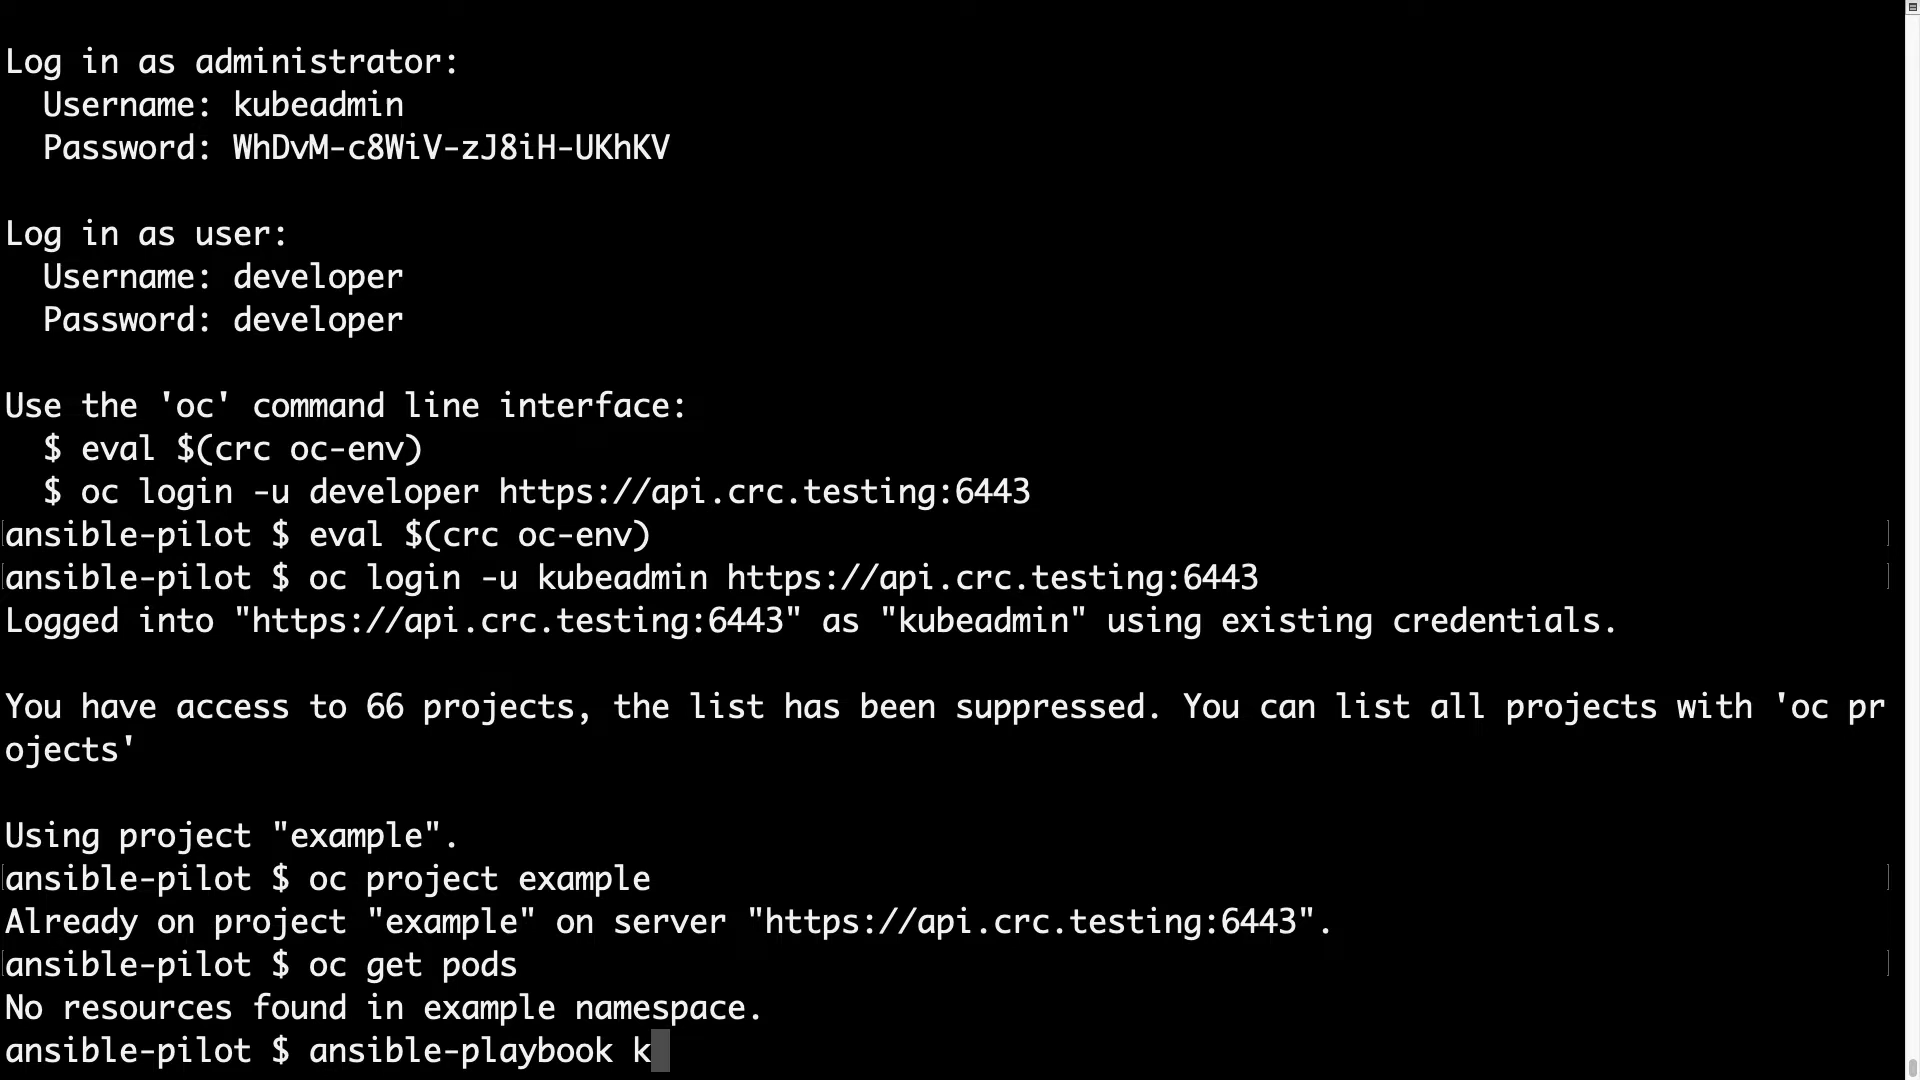 Log in as administrator:
  Username: kubeadmin
  Password: WhDvM-c8WiV-zJ8iH-UKhKV

Log in as user:
  Username: developer
  Password: developer

Use the 'oc' command line interface:
  $ eval $(crc oc-env)
  $ oc login -u developer https://api.crc.testing:6443
ansible-pilot $ eval $(crc oc-env)
ansible-pilot $ oc login -u kubeadmin https://api.crc.testing:6443
Logged into "https://api.crc.testing:6443" as "kubeadmin" using existing credentials.

You have access to 66 projects, the list has been suppressed. You can list all projects with 'oc pr
ojects'

Using project "example".
ansible-pilot $ oc project example
Already on project "example" on server "https://api.crc.testing:6443".
ansible-pilot $ oc get pods
No resources found in example namespace.
ansible-pilot $ ansible-playbook k